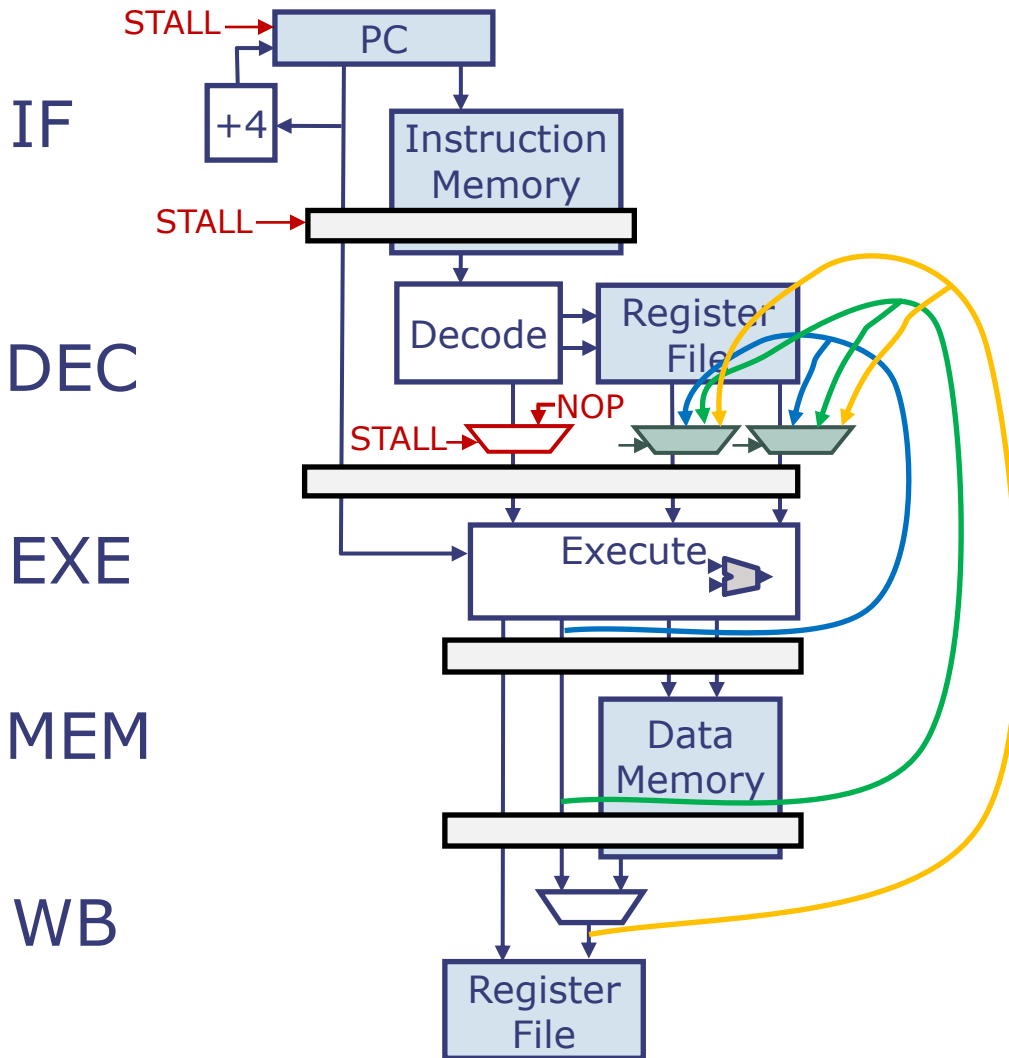 STALL
PC
IF
+4
Instruction
Memory
STALL
DEC
Decode
Register
File
NOP
STALL
EXE
Execute
MEM
Data
Memory
WB
Register
File